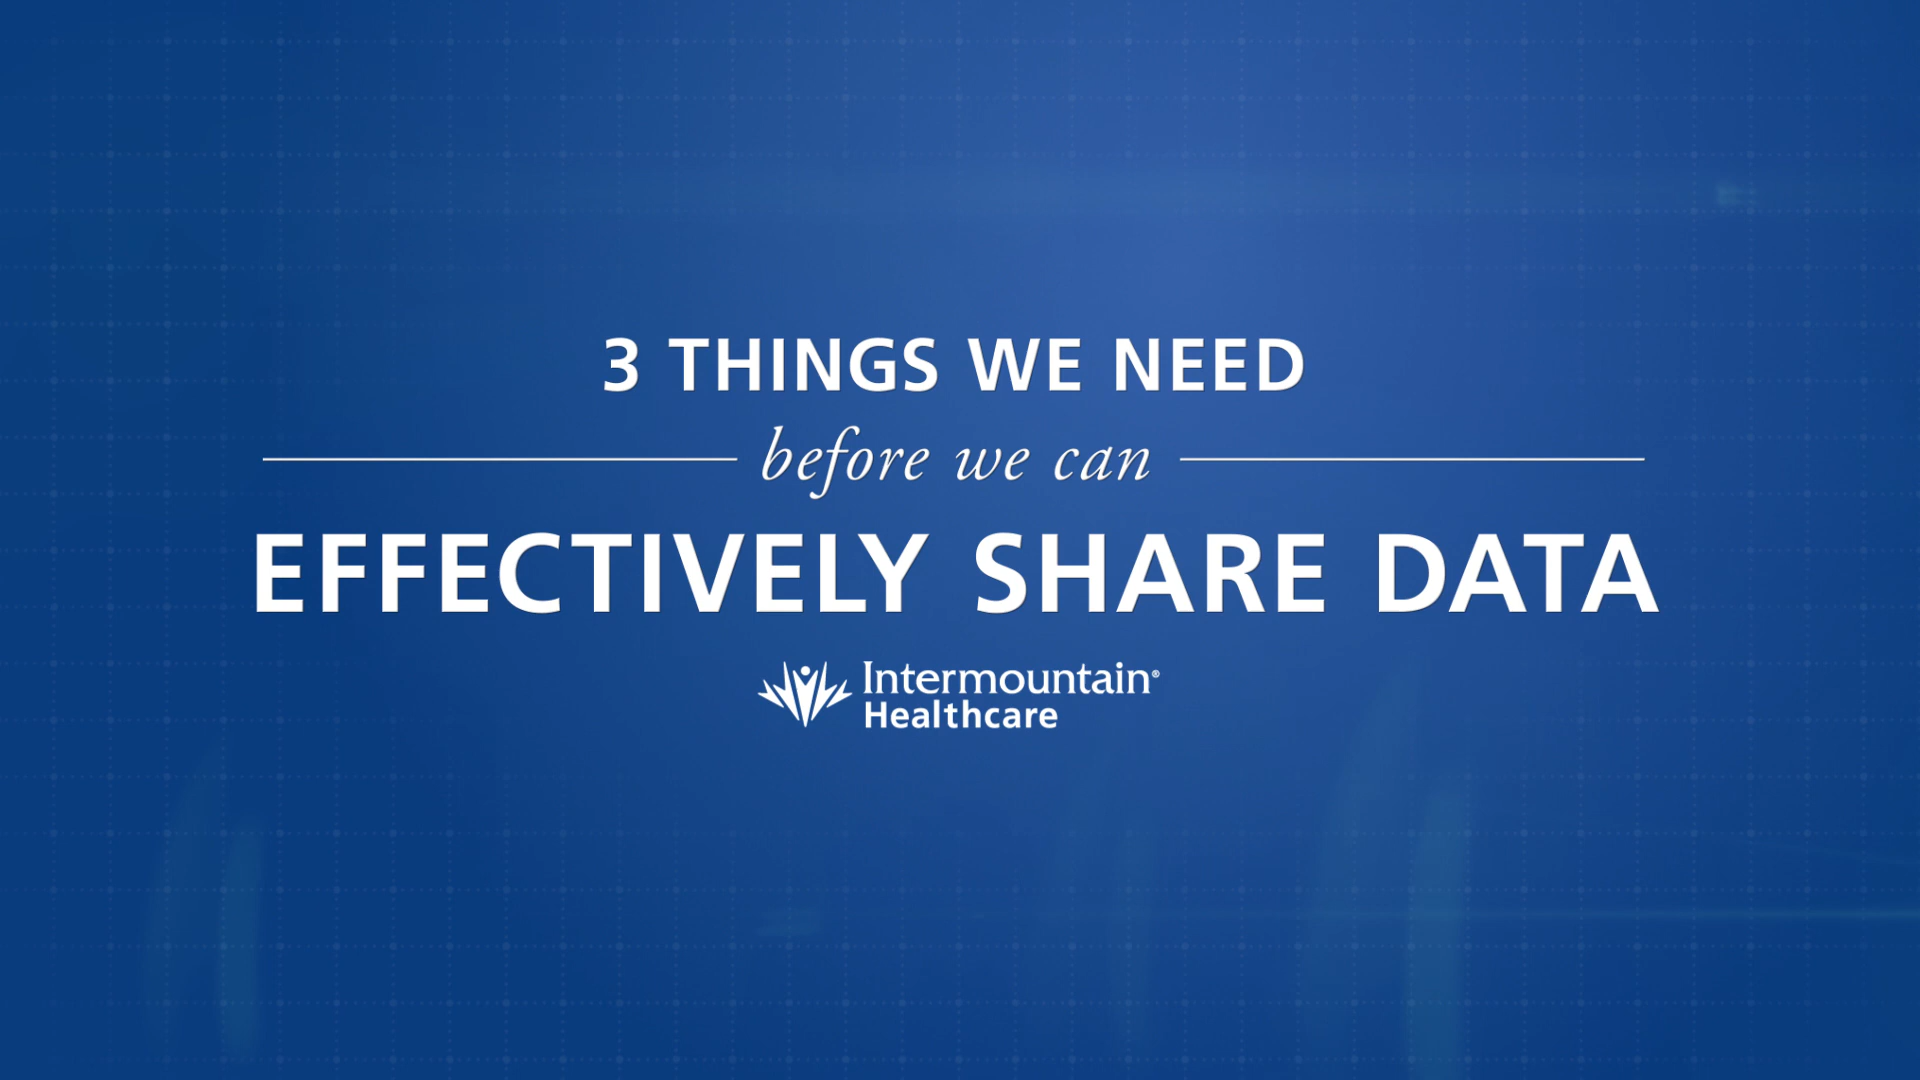 3 THINGS WE NEED
before we can
EFFECTIVELY SHARE DATA
Intermountain®
Healthcare